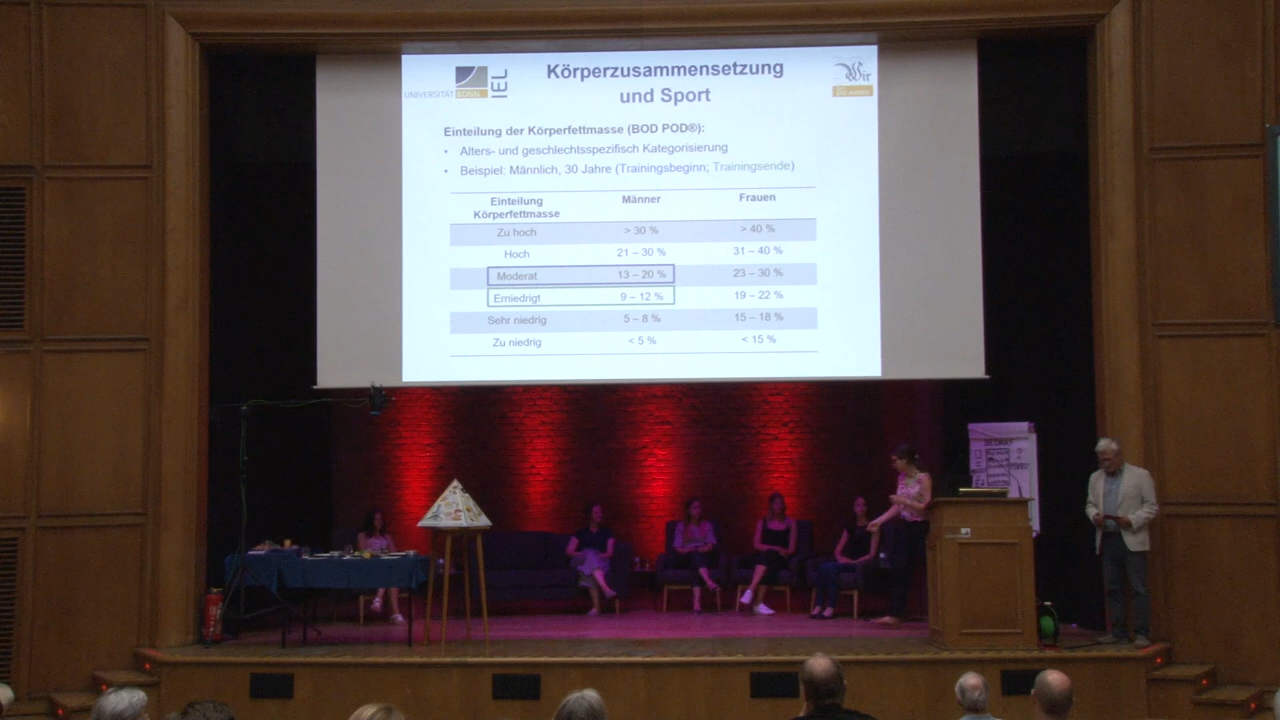 Körperzusammensetzung
und Sport
UNIVERSITÄT BONN
IEL
Wir
Einteilung der Körperfettmasse (BOD POD®):
• Alters- und geschlechtsspezifisch Kategorisierung
• Beispiel: Männlich, 30 Jahre (Trainingsbeginn; Trainingsende)
Einteilung Körperfettmasse Männer Frauen
Zu hoch > 30 % > 40 %
Hoch 21 – 30 % 31 – 40 %
Moderat 13 – 20 % 23 – 30 %
Erniedrigt 9 – 12 % 19 – 22 %
Sehr niedrig 5 – 8 % 15 – 18 %
Zu niedrig < 5 % < 15 %